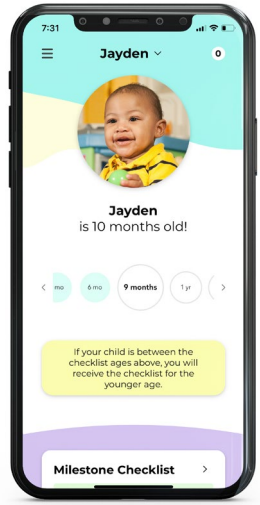 7:31
Jayden
0
Jayden
is 10 months old!
mo
6 mo
9 months
1 yr
If your child is between the
checklist ages above, you will
receive the checklist for the
younger age.
Milestone Checklist